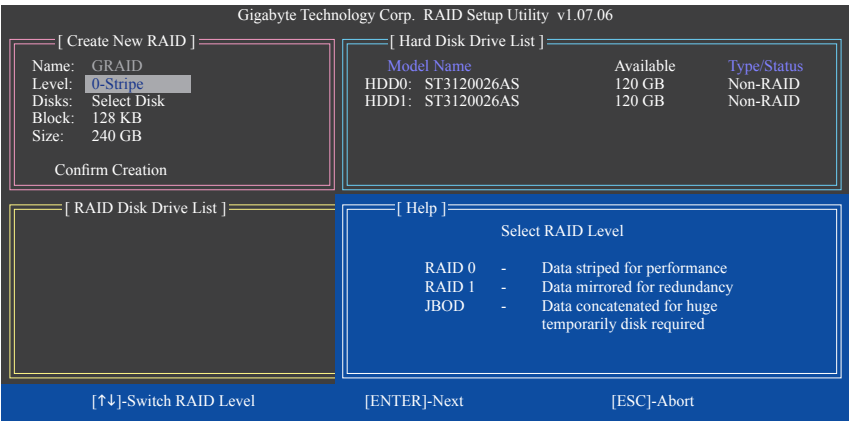 Gigabyte Technology Corp. RAID Setup Utility v1.07.06
[ Create New RAID ]
Name: GRAID
Level: 0-Stripe
Disks: Select Disk
Block: 128 KB
Size: 240 GB
Confirm Creation
[ Hard Disk Drive List ]
Model Name Available Type/Status
HDD0: ST3120026AS 120 GB Non-RAID
HDD1: ST3120026AS 120 GB Non-RAID
[ RAID Disk Drive List ]
[ Help ]
Select RAID Level
RAID 0 - Data striped for performance
RAID 1 - Data mirrored for redundancy
JBOD - Data concatenated for huge
temporarily disk required
[↑↓]-Switch RAID Level [ENTER]-Next [ESC]-Abort